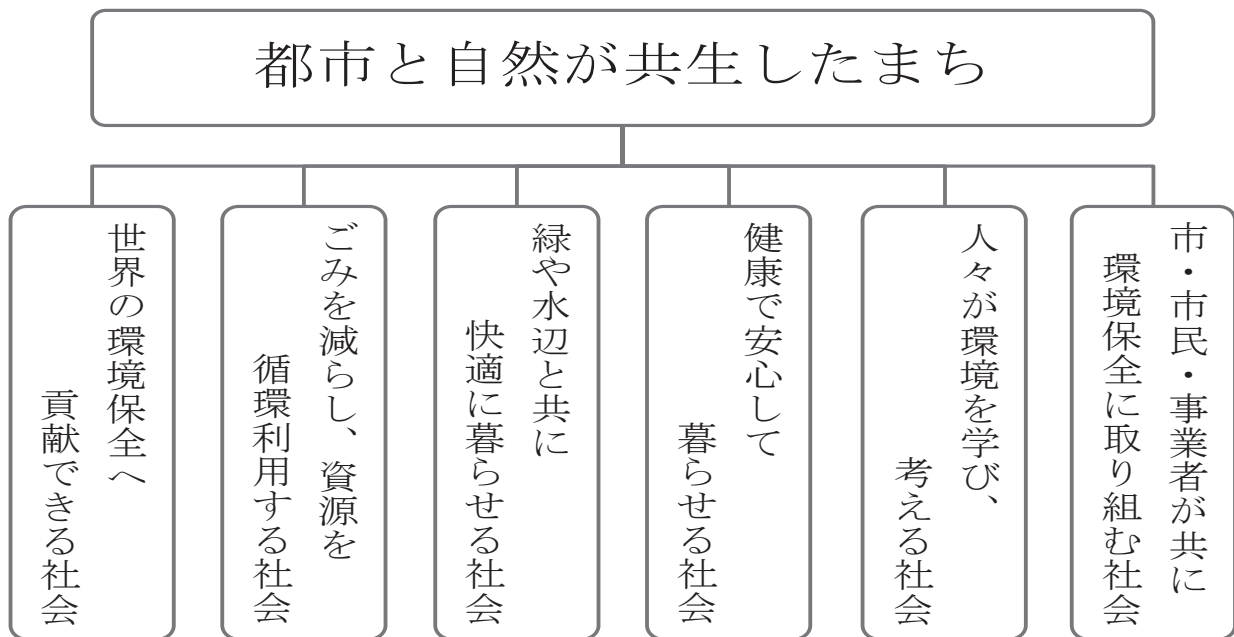 都市と自然が共生したまち
世界の環境保全へ
貢献できる社会
ごみを減らし、資源を
循環利用する社会
緑や水辺と共に
快適に暮らせる社会
健康で安心して
暮らせる社会
人々が環境を学び、
考える社会
市・市民・事業者が共に
環境保全に取り組む社会